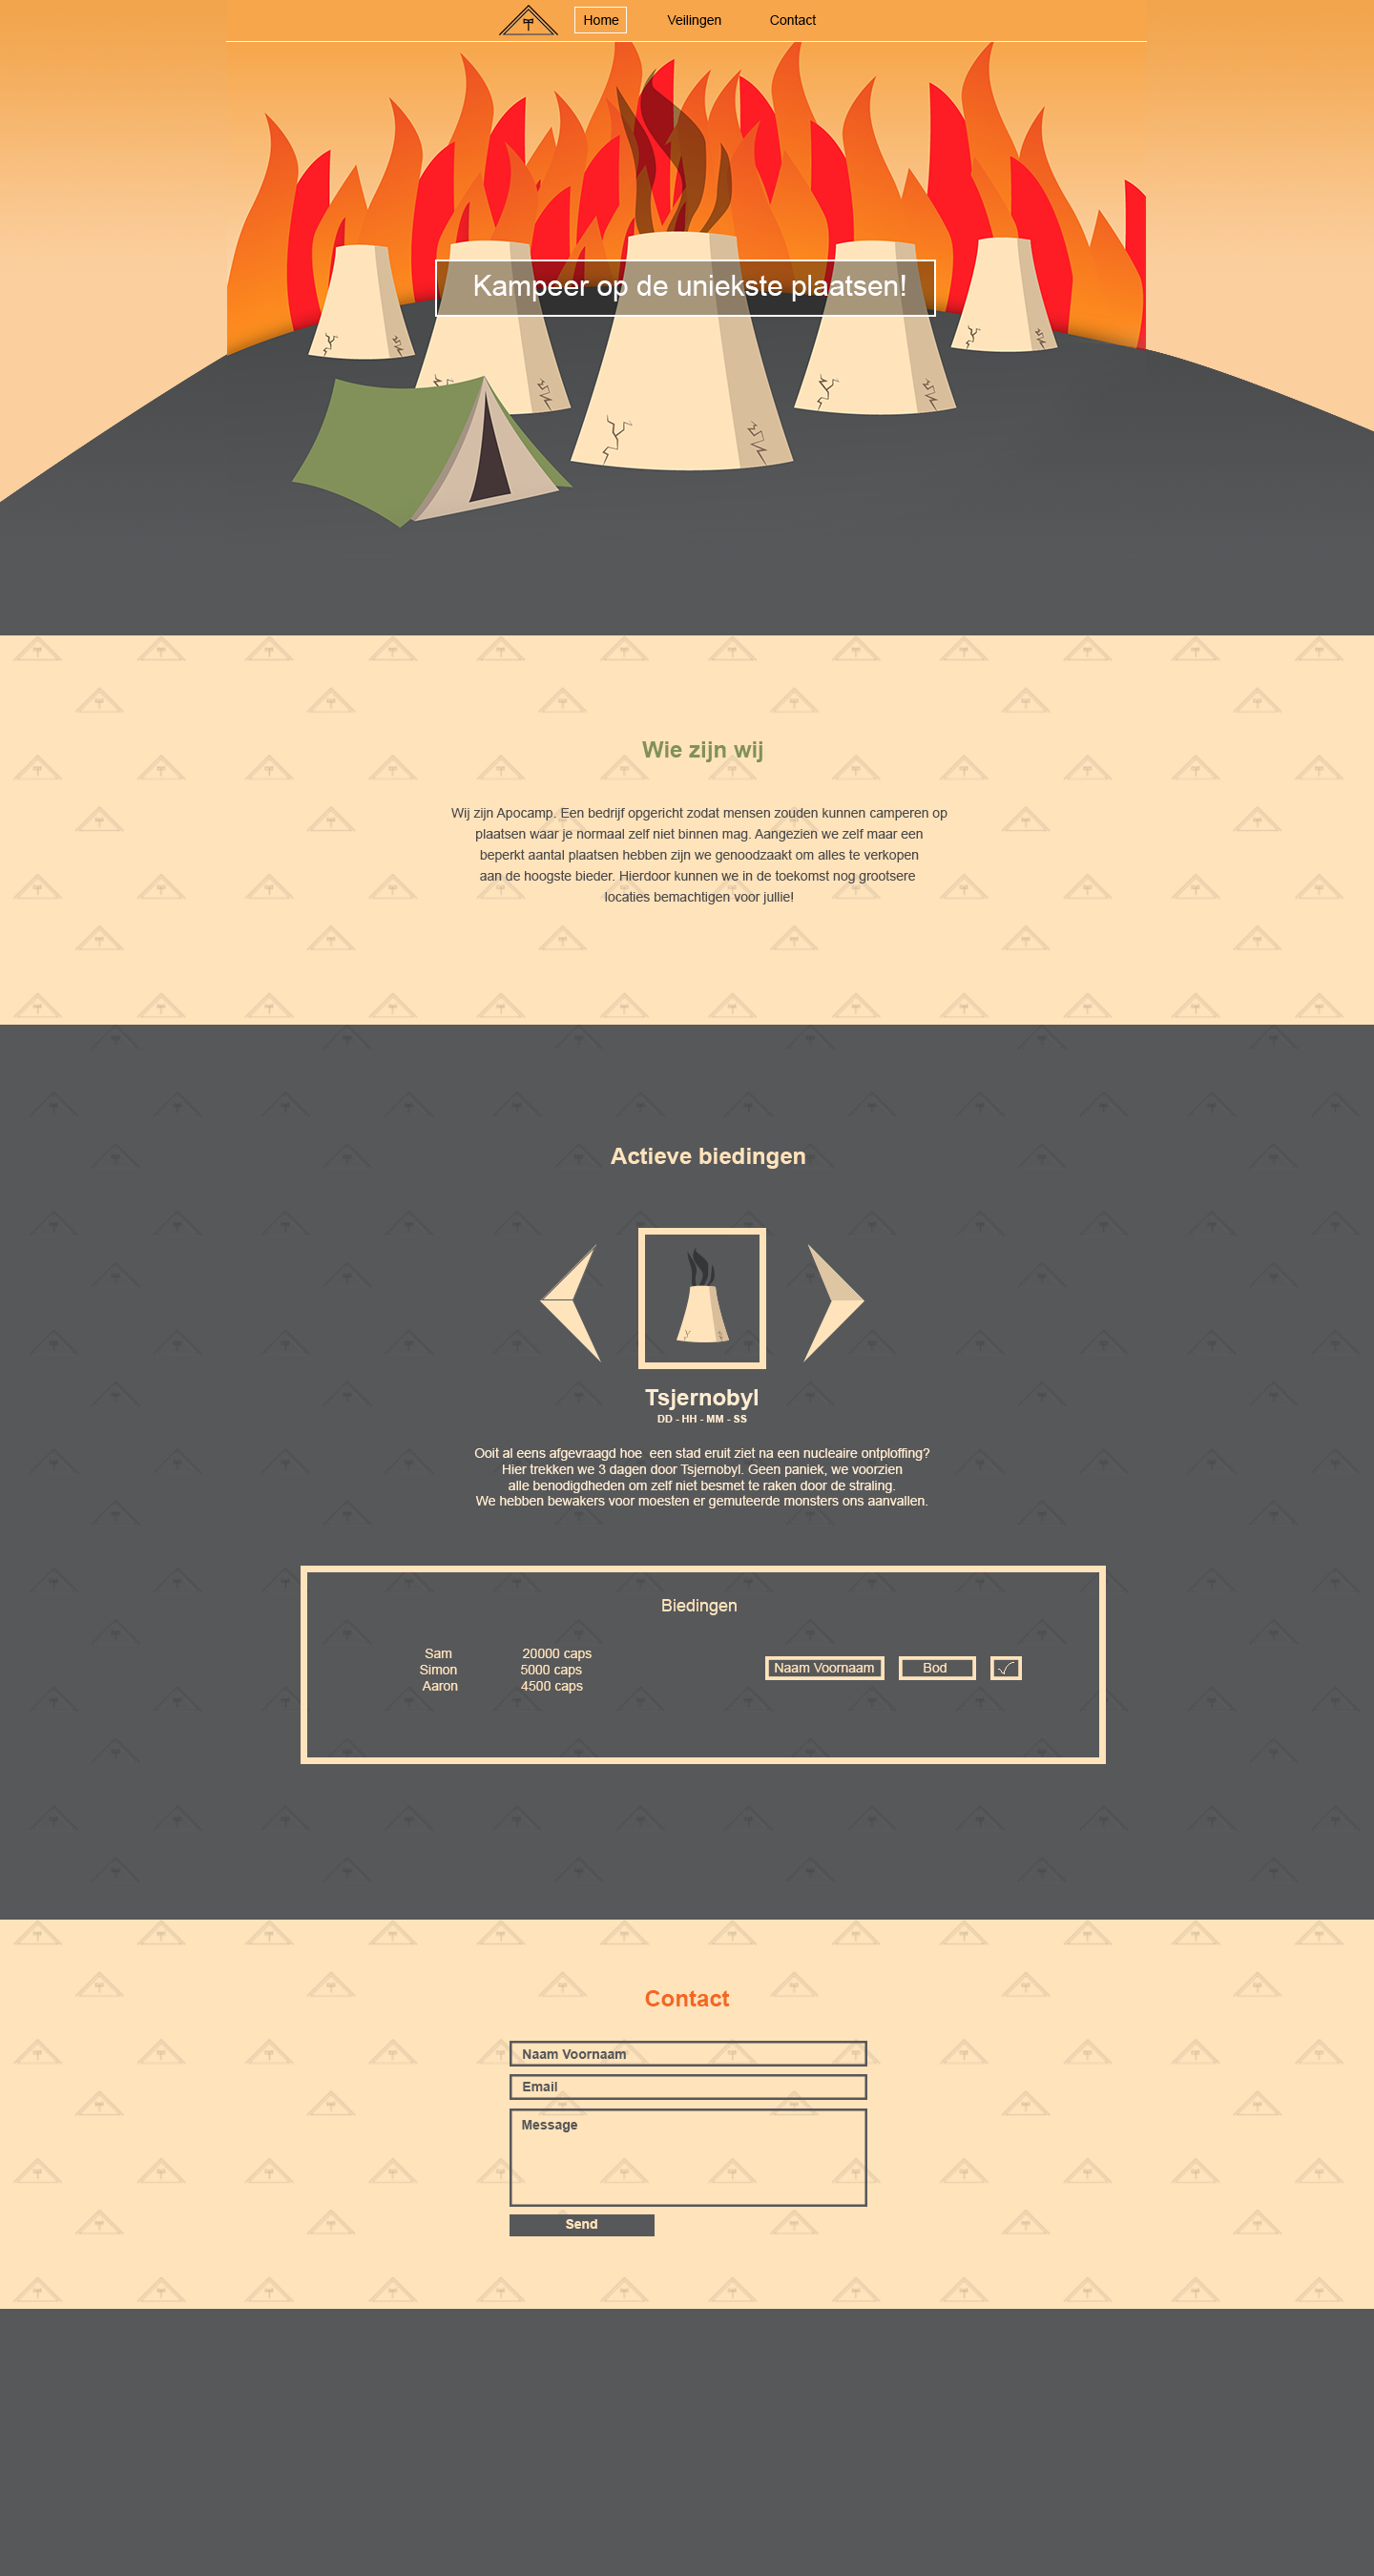 Home Veilingen Contact
Kampeer op de uniekste plaatsen!
Wie zijn wij
Wij zijn Apocamp. Een bedrijf opgericht zodat mensen zouden kunnen camperen op
plaatsen waar je normaal zelf niet binnen mag. Aangezien we zelf maar een
beperkt aantal plaatsen hebben zijn we genoodzaakt om alles te verkopen
aan de hoogste bieder. Hierdoor kunnen we in de toekomst nog grootsere
locaties bemachtigen voor jullie!
Actieve biedingen
Tsjernobyl
DD - HH - MM - SS
Ooit al eens afgevraagd hoe een stad eruit ziet na een nucleaire ontploffing?
Hier trekken we 3 dagen door Tsjernobyl. Geen paniek, we voorzien
alle benodigdheden om zelf niet besmet te raken door de straling.
We hebben bewakers voor moesten er gemuteerde monsters ons aanvallen.
Biedingen
Sam 20000 caps
Simon 5000 caps
Aaron 4500 caps
Naam Voornaam Bod
Contact
Naam Voornaam
Email
Message
Send